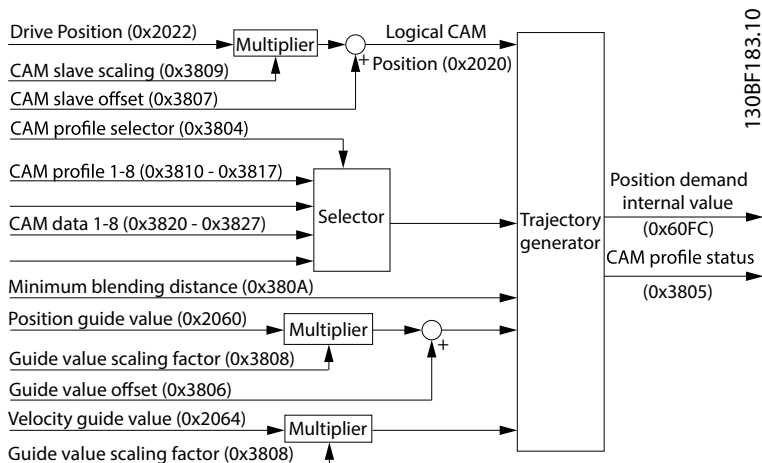 Drive Position (0x2022)
Multiplier
Logical CAM
Position (0x2020)
+
CAM slave scaling (0x3809)
CAM slave offset (0x3807)
CAM profile selector (0x3804)
CAM profile 1-8 (0x3810 - 0x3817)
CAM data 1-8 (0x3820 - 0x3827)
Selector
Trajectory
generator
Position demand
internal value
(0x60FC)
CAM profile status
(0x3805)
Minimum blending distance (0x380A)
Position guide value (0x2060)
Multiplier
+
Guide value scaling factor (0x3808)
Guide value offset (0x3806)
Velocity guide value (0x2064)
Multiplier
Guide value scaling factor (0x3808)
130BF183.10